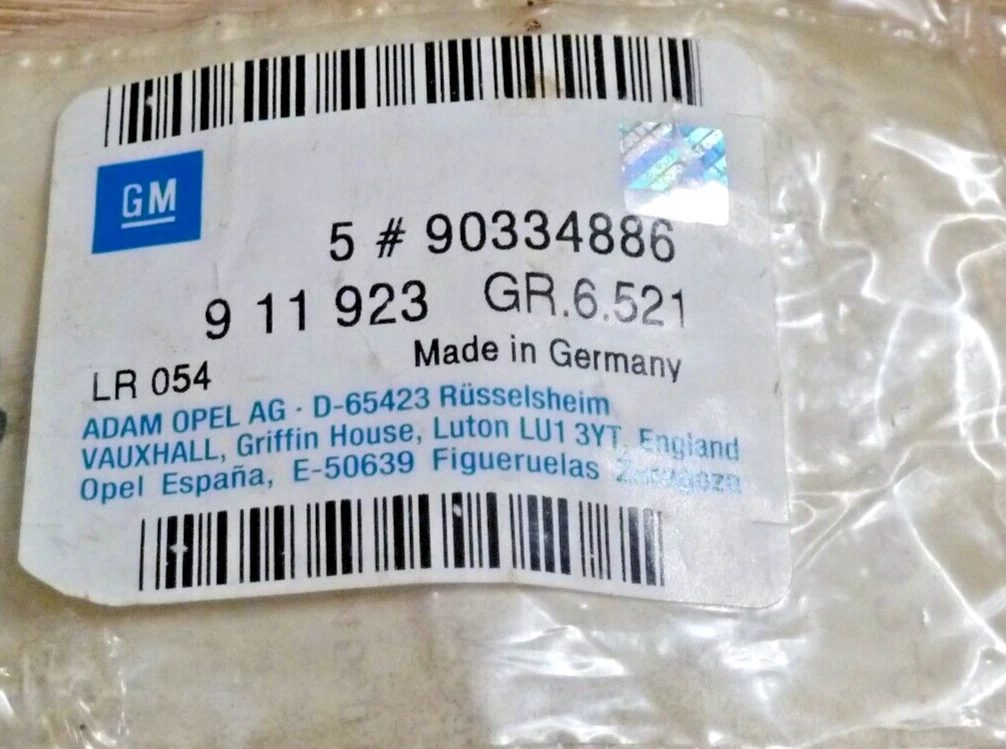 GM
5 # 90334886
9 11 923 GR.6.521
Made in Germany
LR 054
ADAM OPEL AG · D-65423 Rüsselsheim
VAUXHALL, Griffin House, Luton LU1 3YT, England
Opel España, E-50639 Figueruelas Zaragoza